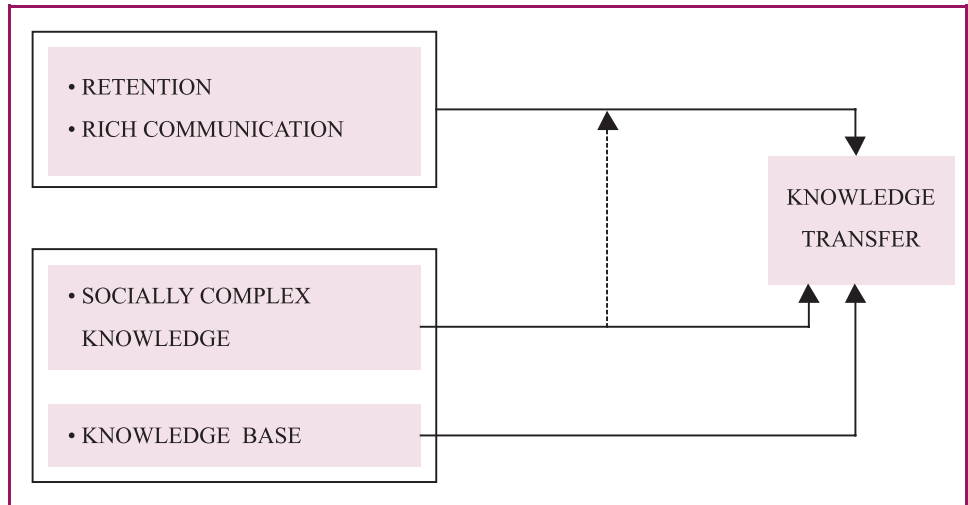 • RETENTION
• RICH COMMUNICATION
KNOWLEDGE
TRANSFER
• SOCIALLY COMPLEX
KNOWLEDGE
• KNOWLEDGE BASE